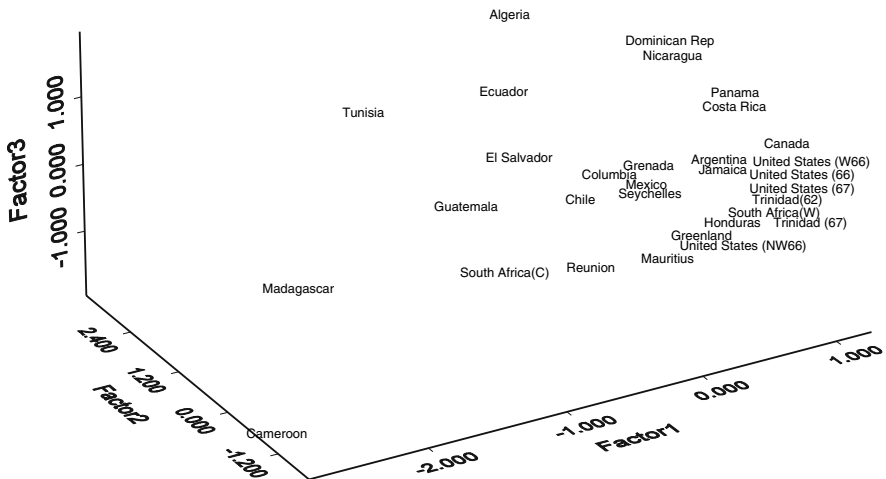 Algeria
Dominican Rep
Nicaragua
Ecuador
Panama
Costa Rica
Tunisia
Canada
El Salvador
Grenada
Argentina
United States (W66)
Columbia
Jamaica
United States (66)
Mexico
United States (67)
Seychelles
Chile
Trinidad(62)
Guatemala
South Africa(W)
Honduras
Trinidad (67)
Greenland
United States (NW66)
Mauritius
South Africa(C)
Reunion
Madagascar
Cameroon
Factor3
1.000
0.000
-1.000
Factor2
2.400
1.200
0.000
-1.200
Factor1
-2.000
-1.000
0.000
1.000